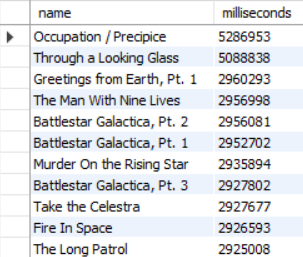 name milliseconds
Occupation / Precipice 5286953
Through a Looking Glass 5088838
Greetings from Earth, Pt. 1 2960293
The Man With Nine Lives 2956998
Battlestar Galactica, Pt. 2 2956081
Battlestar Galactica, Pt. 1 2952702
Murder On the Rising Star 2935894
Battlestar Galactica, Pt. 3 2927802
Take the Celestra 2927677
Fire In Space 2926593
The Long Patrol 2925008